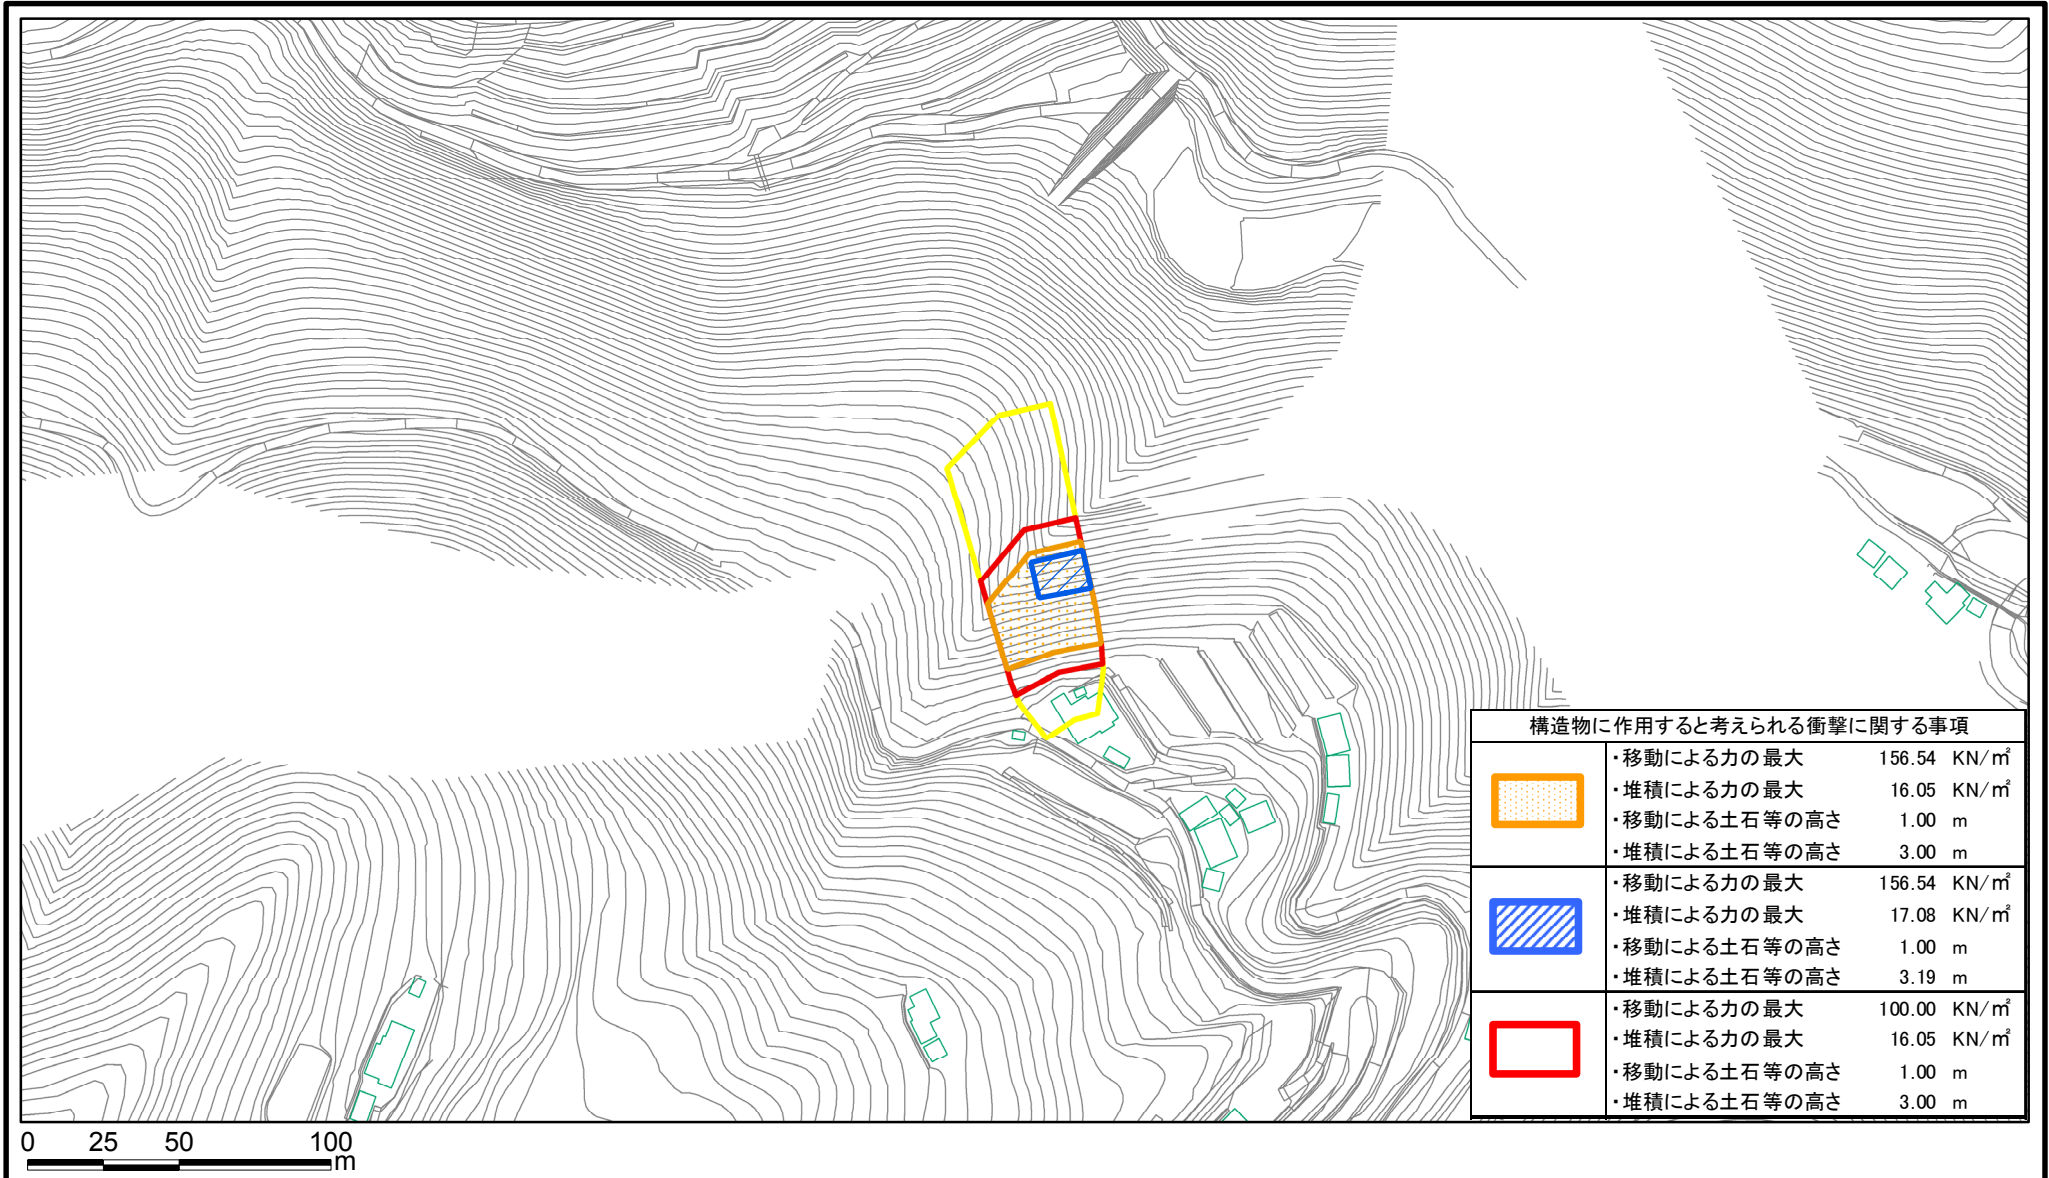 構造物に作用すると考えられる衝撃に関する事項
・移動による力の最大 156.54 KN/㎡
・堆積による力の最大 16.05 KN/㎡
・移動による土石等の高さ 1.00 m
・堆積による土石等の高さ 3.00 m
・移動による力の最大 156.54 KN/㎡
・堆積による力の最大 17.08 KN/㎡
・移動による土石等の高さ 1.00 m
・堆積による土石等の高さ 3.19 m
・移動による力の最大 100.00 KN/㎡
・堆積による力の最大 16.05 KN/㎡
・移動による土石等の高さ 1.00 m
・堆積による土石等の高さ 3.00 m
0 25 50 100
m